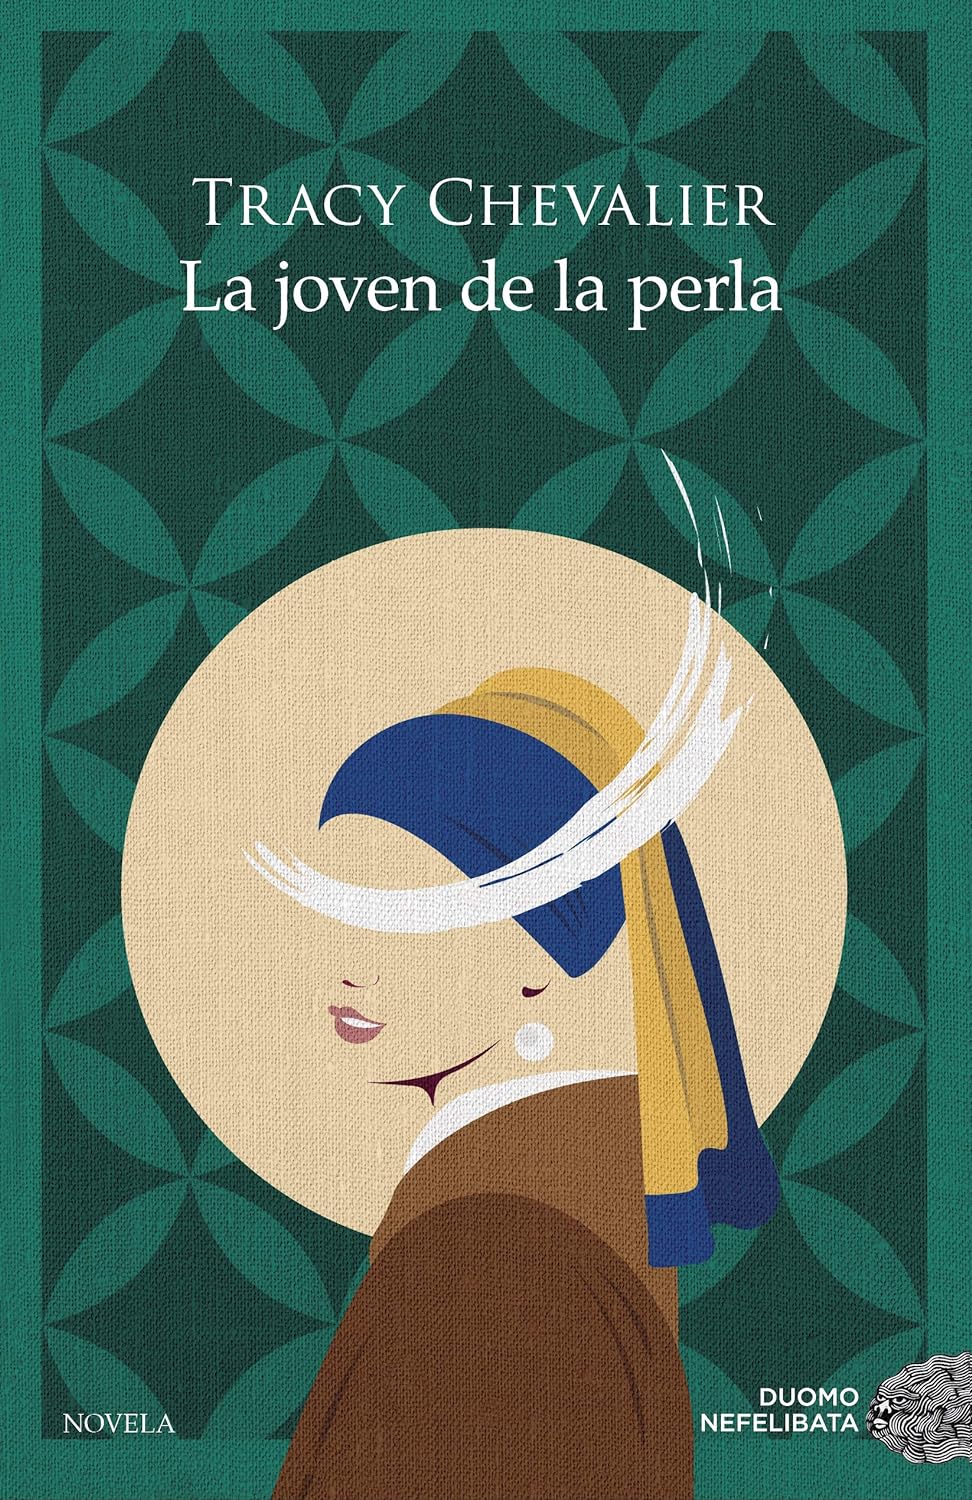 TRACY CHEVALIER
La joven de la perla
NOVELA
DUOMO
NEFELIBATA